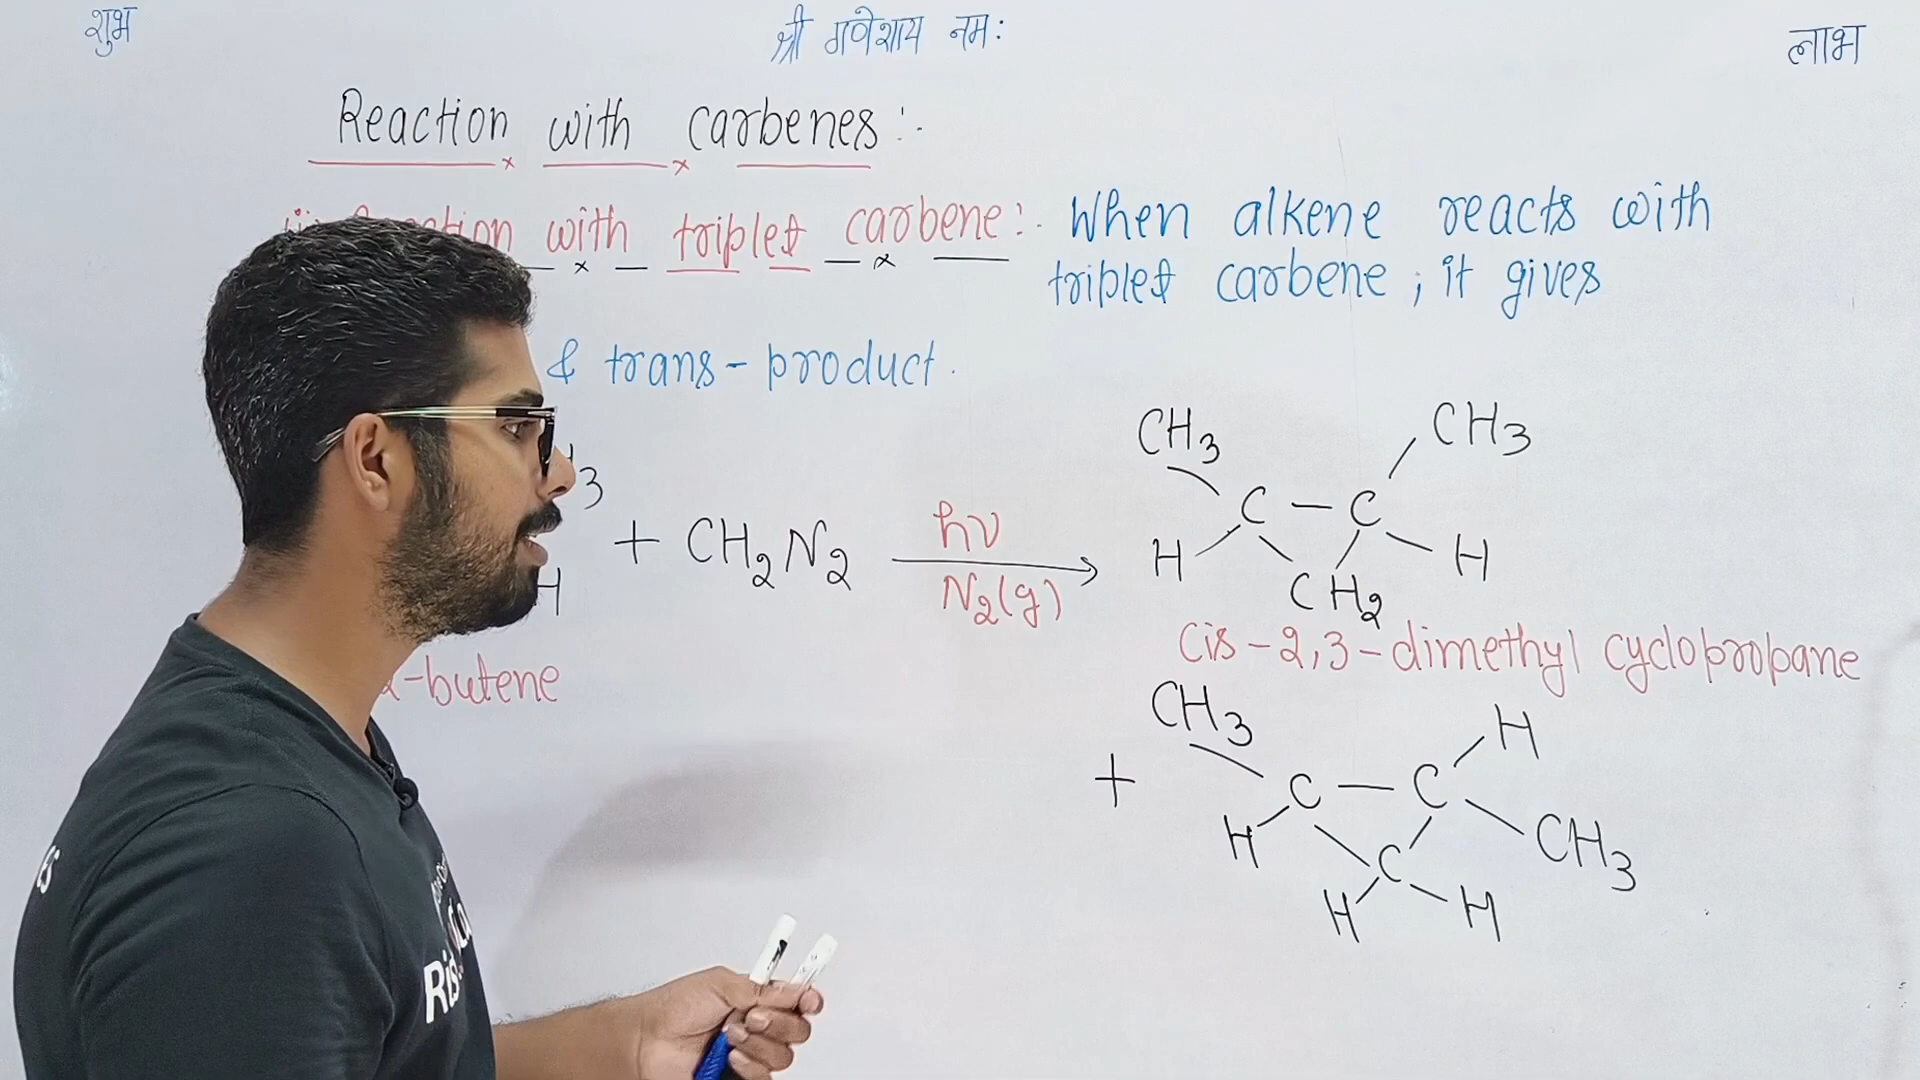 शुभ श्री गणेशाय नमः लाभ
Reaction with carbenes :-
with triplet carbene :- When alkene reacts with
triplet carbene ; it gives
& trans - product .
CH3 CH3
3
C - C
+ CH2N2 hν
N2(g)
H H
CH2
H
Cis - 2,3 - dimethyl cyclopropane
2-butene
CH3 H
+ C - C
H CH3
C
H H